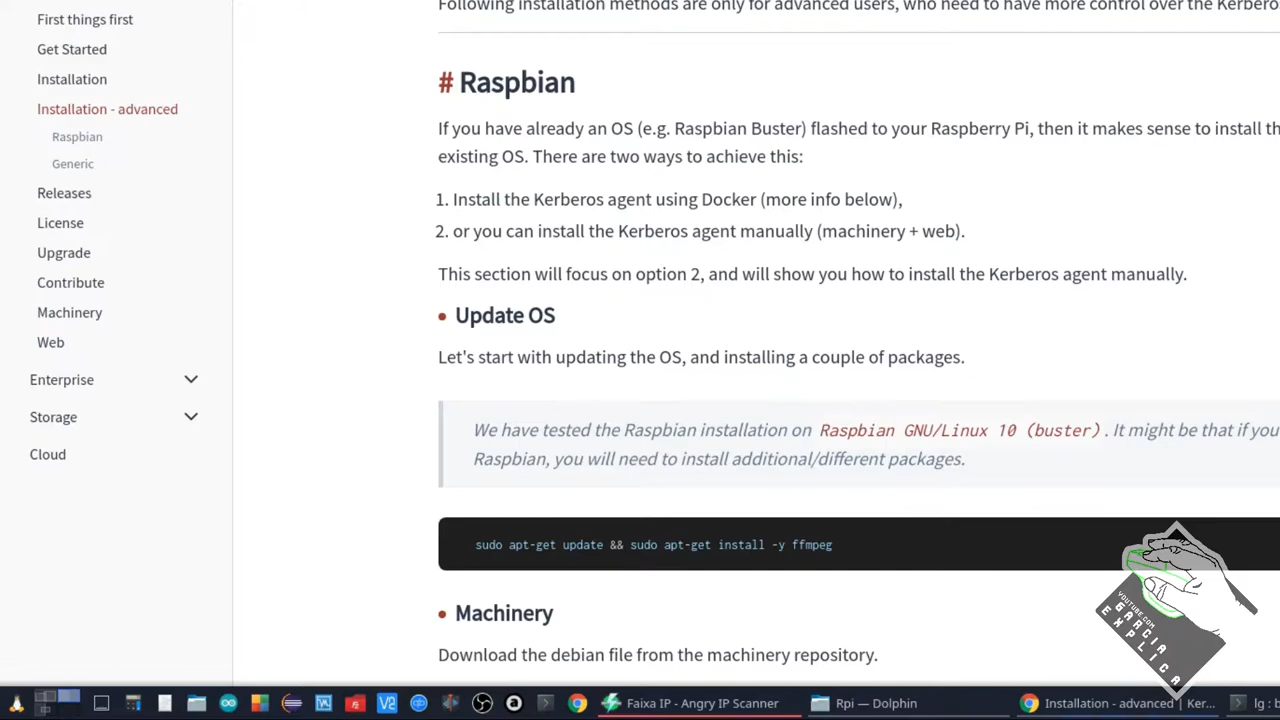 First things first
Get Started
Installation
Installation - advanced
Raspbian
Generic
Releases
License
Upgrade
Contribute
Machinery
Web
Enterprise
Storage
Cloud
Following installation methods are only for advanced users, who need to have more control over the Kerbero
# Raspbian
If you have already an OS (e.g. Raspbian Buster) flashed to your Raspberry Pi, then it makes sense to install th
existing OS. There are two ways to achieve this:
1. Install the Kerberos agent using Docker (more info below),
2. or you can install the Kerberos agent manually (machinery + web).
This section will focus on option 2, and will show you how to install the Kerberos agent manually.
• Update OS
Let's start with updating the OS, and installing a couple of packages.
We have tested the Raspbian installation on Raspbian GNU/Linux 10 (buster). It might be that if you
Raspbian, you will need to install additional/different packages.
sudo apt-get update && sudo apt-get install -y ffmpeg
• Machinery
Download the debian file from the machinery repository.
YOUTUBE.COM
GARCIA
EXPLICA
Faixa IP - Angry IP Scanner
Rpi — Dolphin
Installation - advanced | Ker...
lg : b